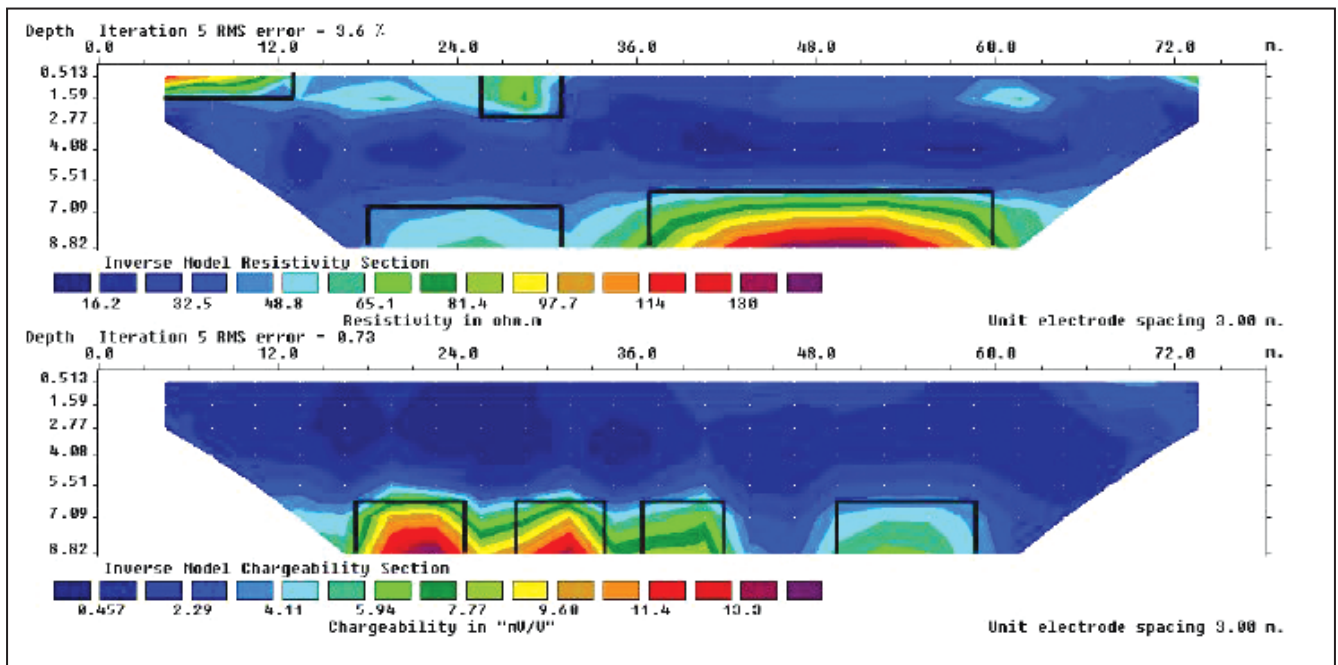 Depth Iteration 5 RMS error - 3.6 %
0.0 12.0 24.0 36.0 48.0 60.0 72.0 m.
0.513
1.59
2.77
4.08
5.51
7.09
8.82
Inverse Model Resistivity Section
16.2 32.5 48.8 65.1 81.4 97.7 114 130
Resistivity in ohm.m Unit electrode spacing 3.00 m.
Depth Iteration 5 RMS error - 0.73
0.0 12.0 24.0 36.0 48.0 60.0 72.0 m.
0.513
1.59
2.77
4.08
5.51
7.09
8.82
Inverse Model Chargeability Section
0.457 2.29 4.11 5.94 7.77 9.60 11.4 13.3
Chargeability in "mV/V" Unit electrode spacing 3.00 m.